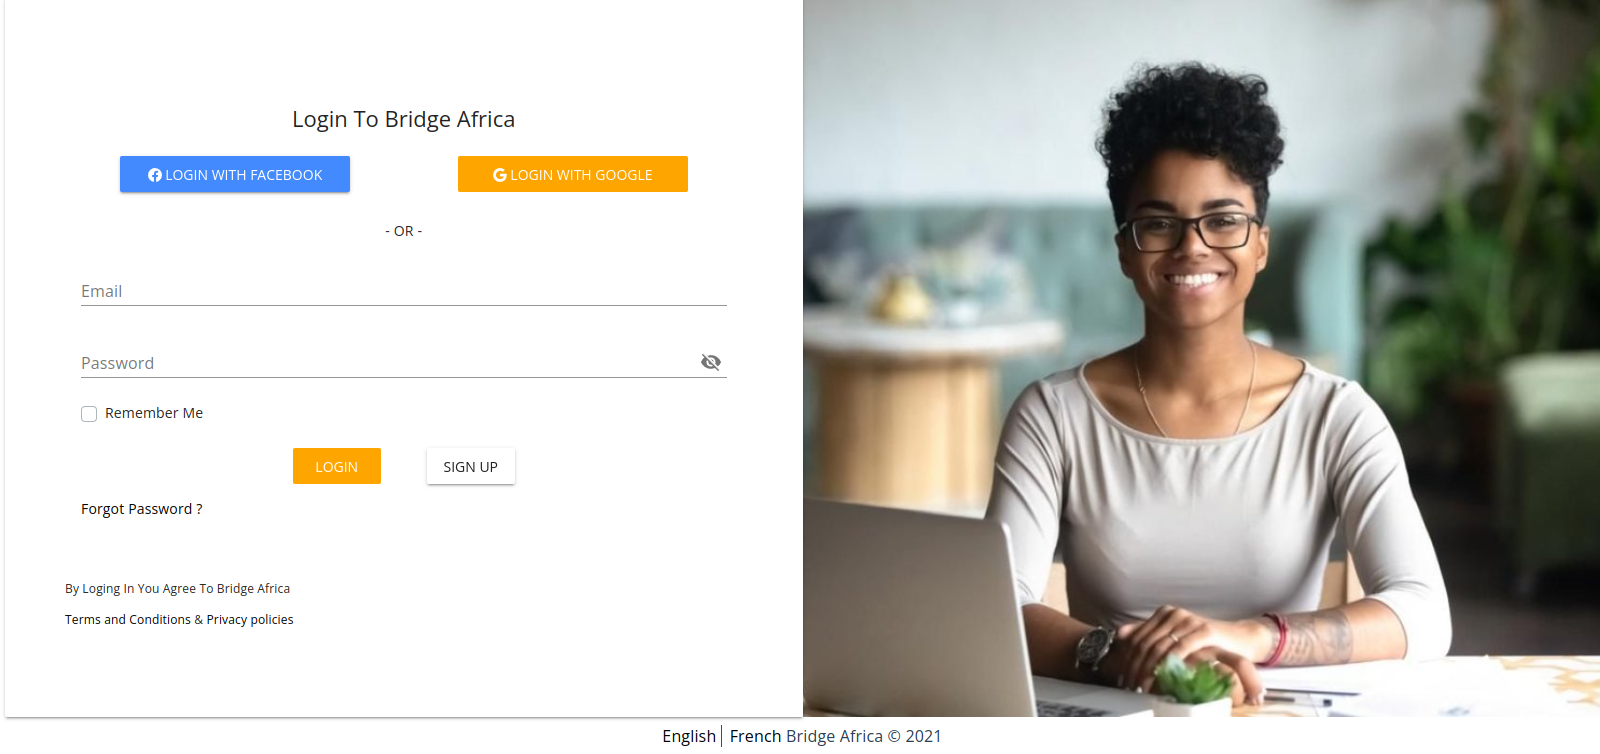 Login To Bridge Africa
LOGIN WITH FACEBOOK LOGIN WITH GOOGLE
- OR -
Email
Password
Remember Me
LOGIN SIGN UP
Forgot Password ?
By Loging In You Agree To Bridge Africa
Terms and Conditions & Privacy policies
English French Bridge Africa © 2021